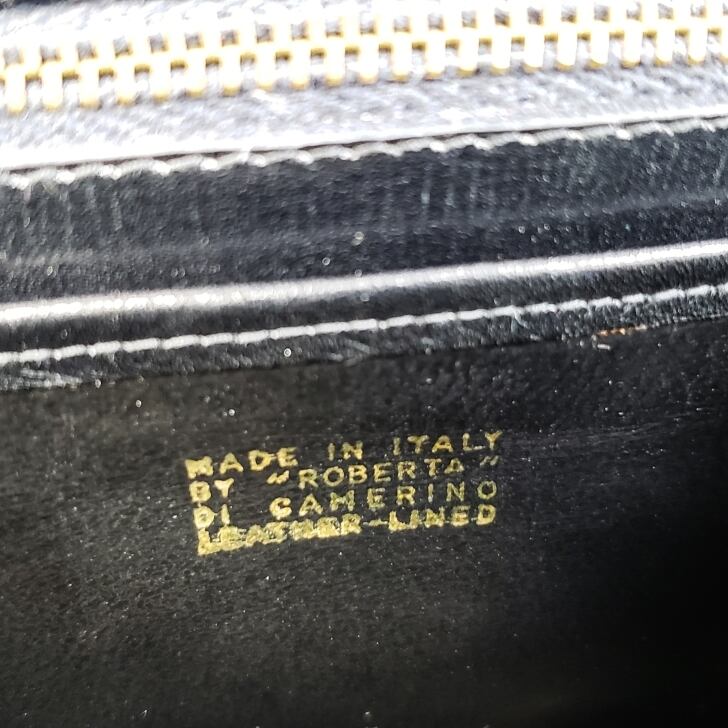 MADE IN ITALY
BY "ROBERTA"
DI CAMERINO
LEATHER-LINED